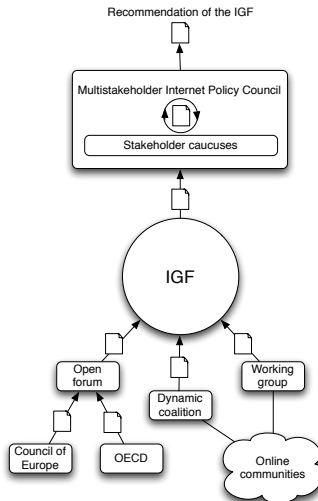 Recommendation of the IGF
Multistakeholder Internet Policy Council
Stakeholder caucuses
IGF
Open
forum
Dynamic
coalition
Working
group
Council of
Europe
OECD
Online
communities